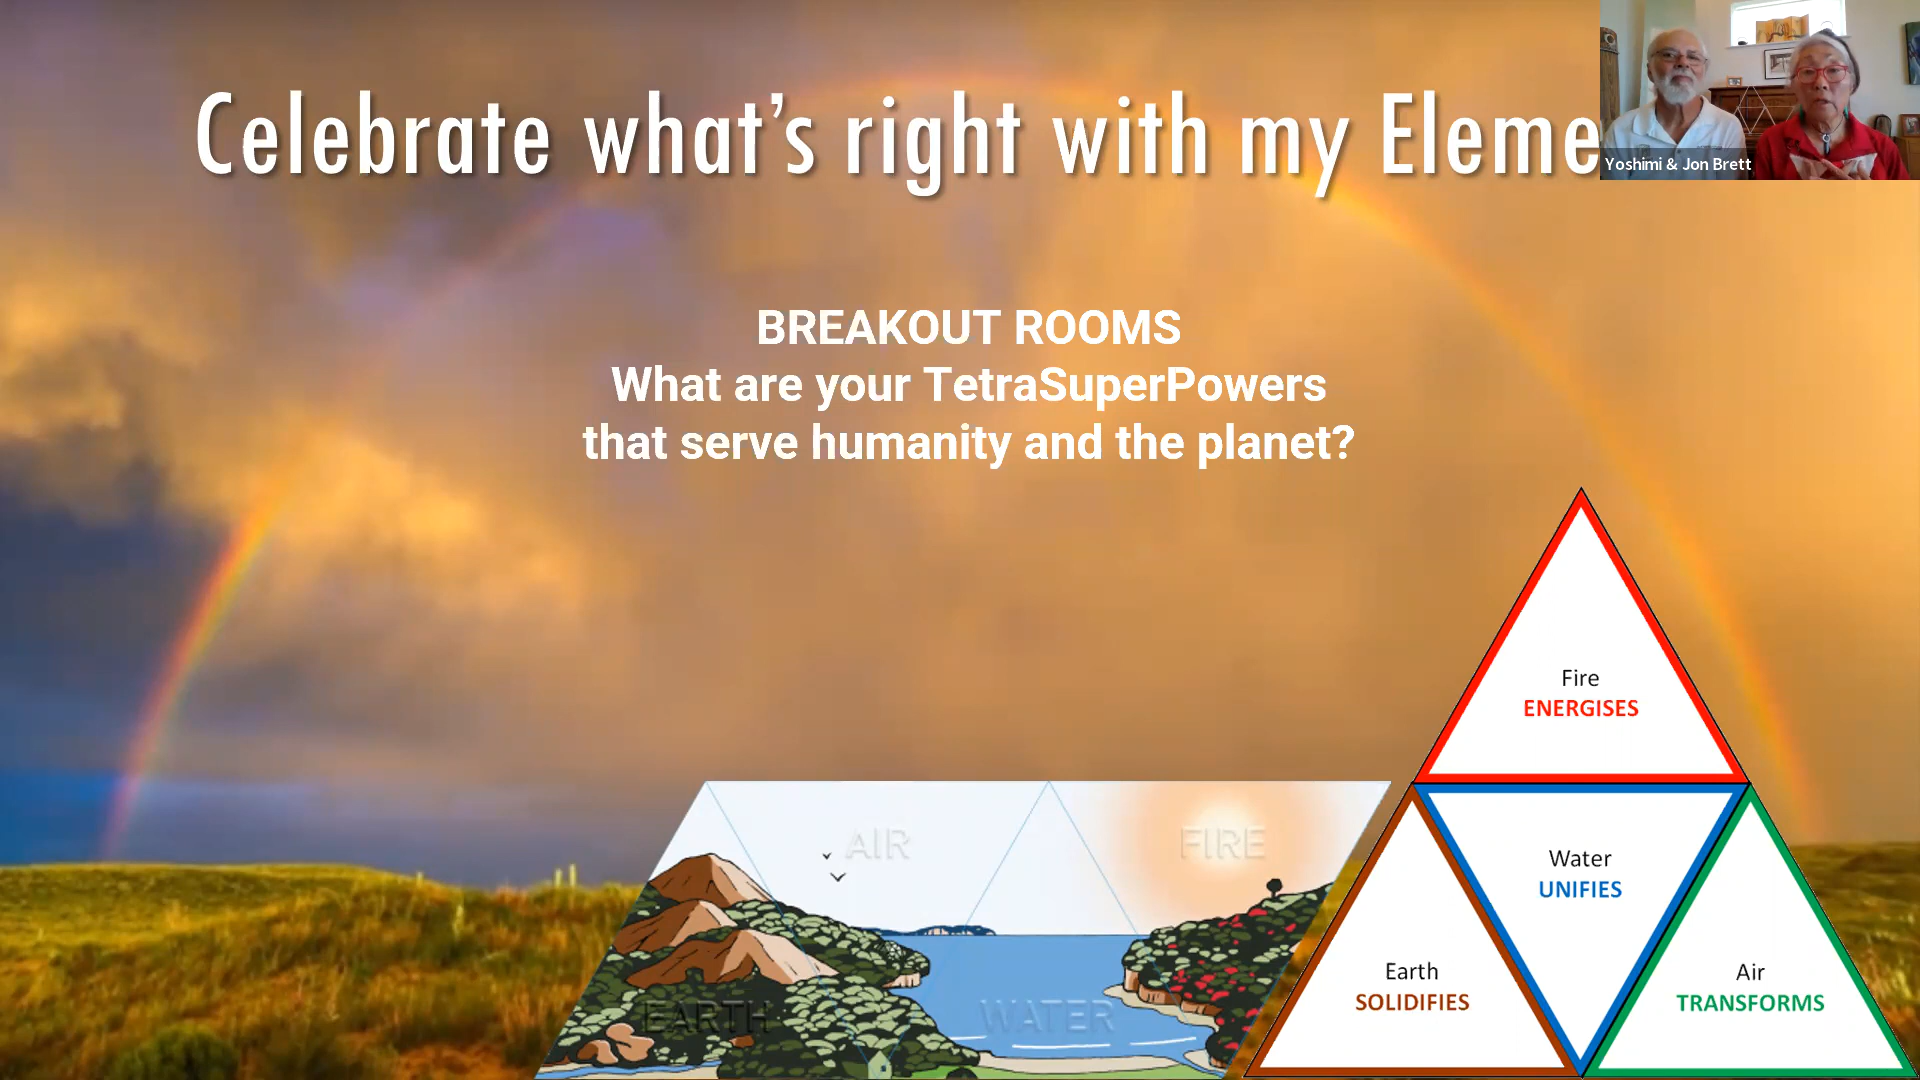 Celebrate what's right with my Eleme
Yoshimi & Jon Brett
BREAKOUT ROOMS
What are your TetraSuperPowers
that serve humanity and the planet?
Fire
ENERGISES
AIR
FIRE
Water
UNIFIES
Earth
SOLIDIFIES
Air
TRANSFORMS
EARTH
WATER